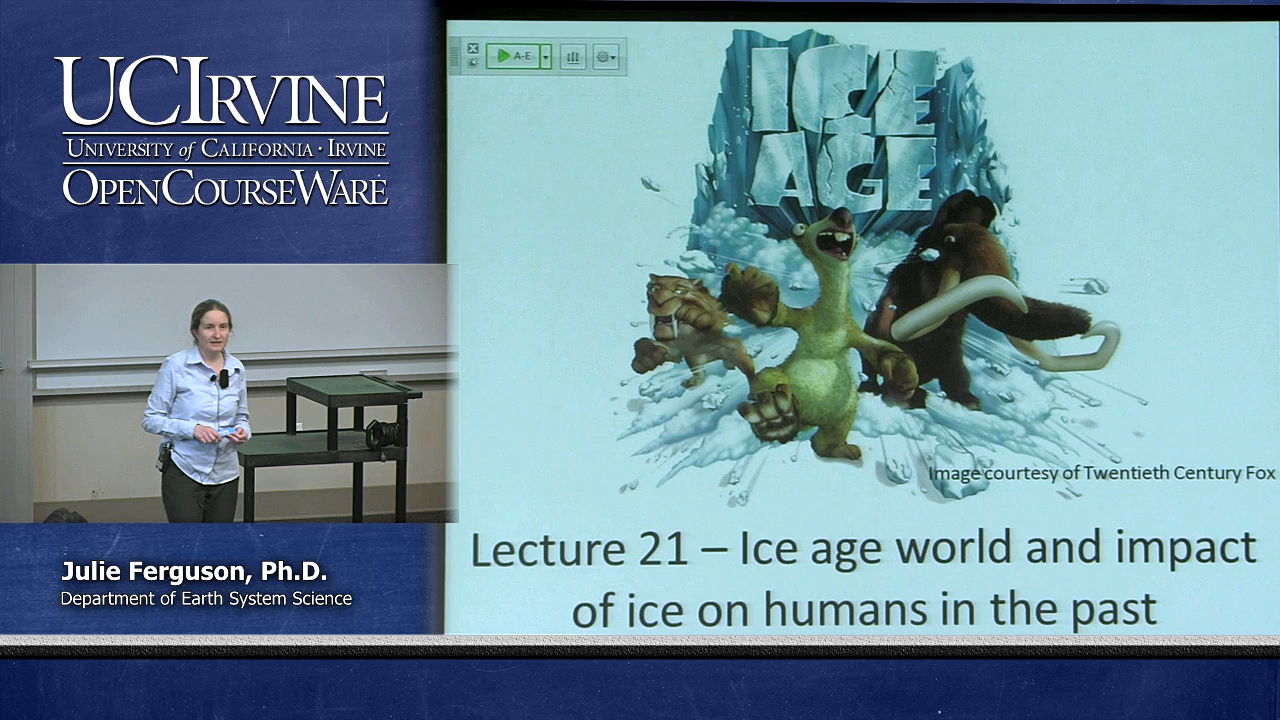 UCIRVINE
UNIVERSITY of CALIFORNIA · IRVINE
OPENCOURSEWARE
A-E
ICE
AGE
Image courtesy of Twentieth Century Fox
Lecture 21 – Ice age world and impact
of ice on humans in the past
Julie Ferguson, Ph.D.
Department of Earth System Science